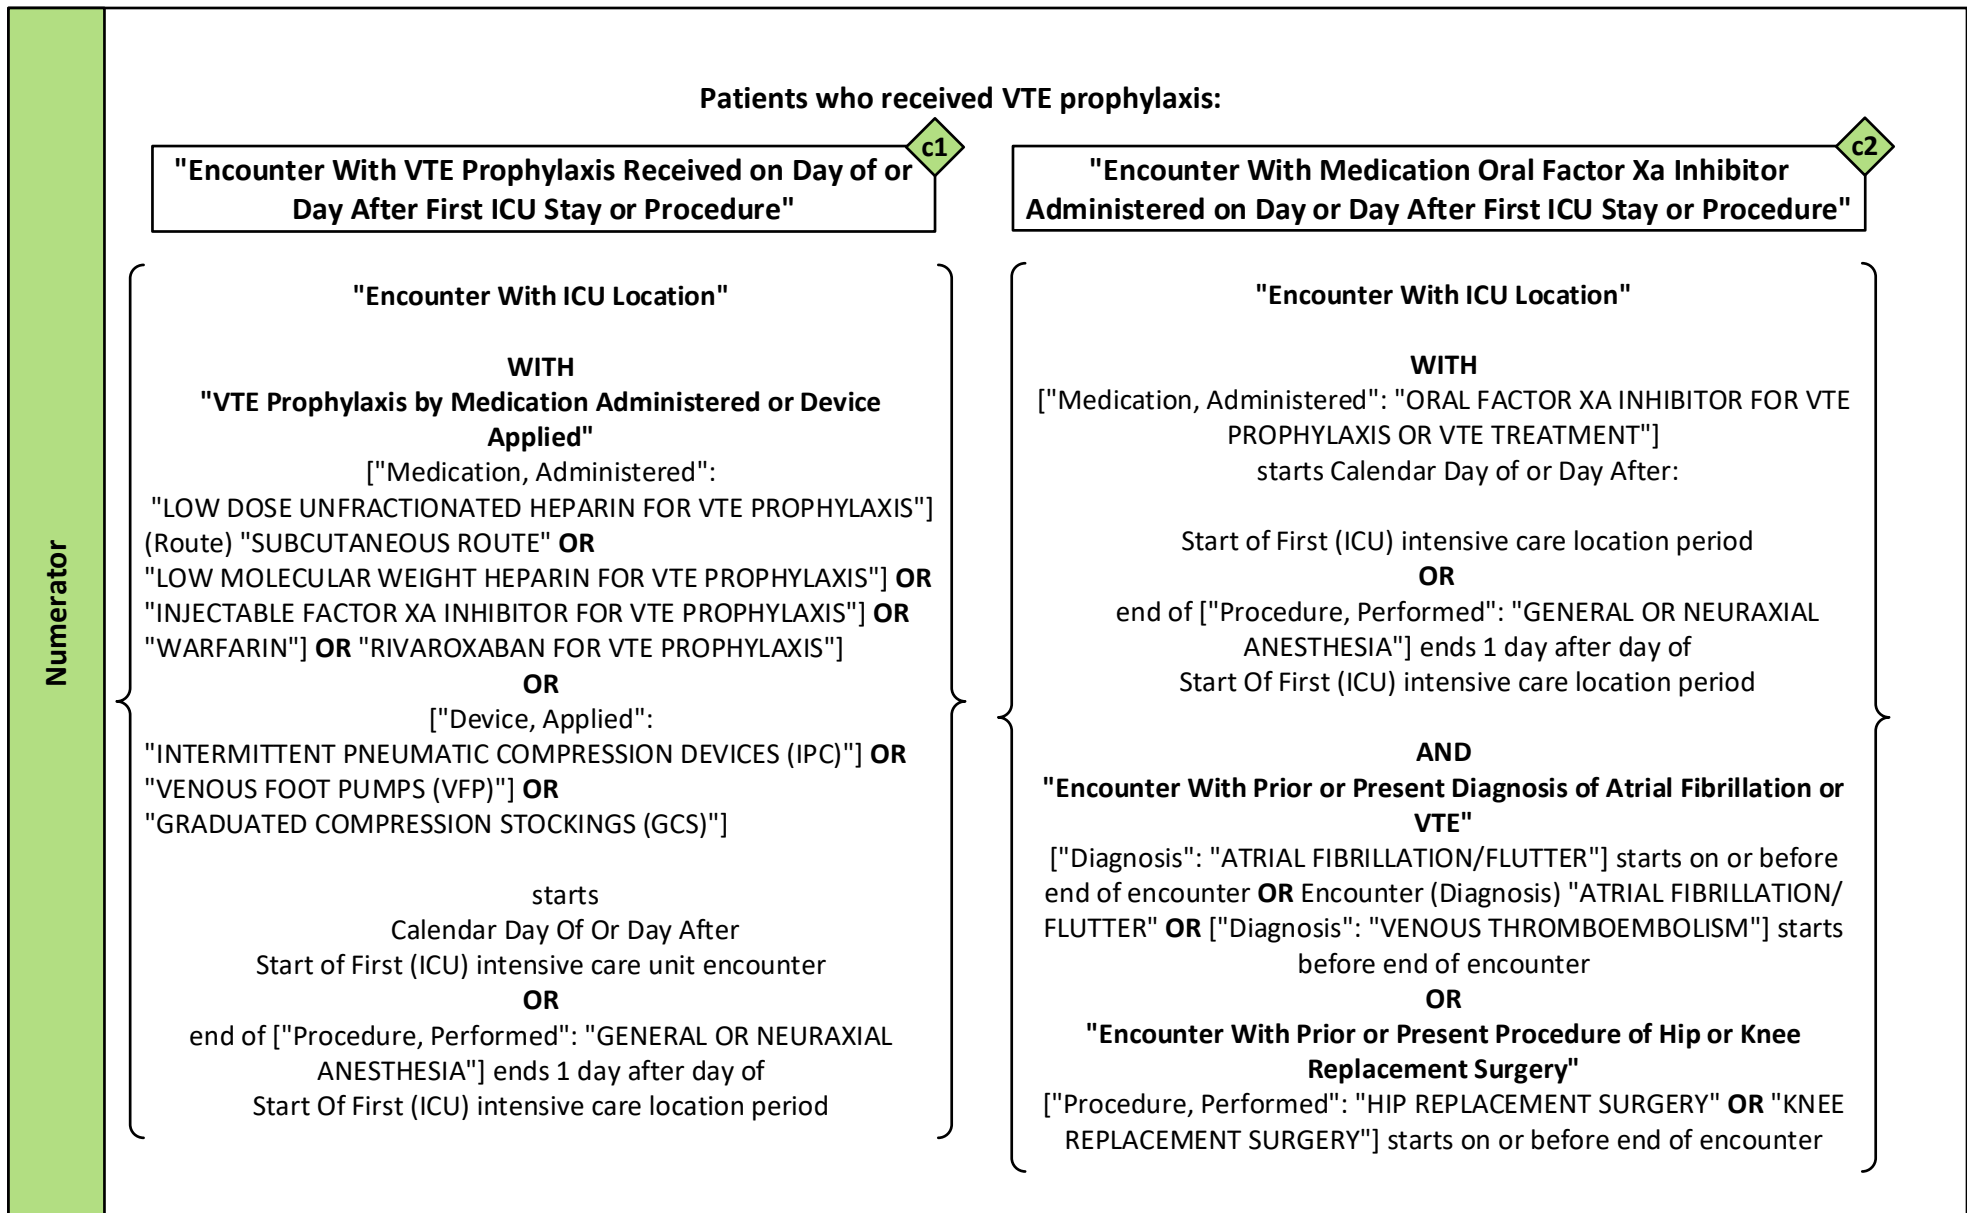 Numerator
Patients who received VTE prophylaxis:
c1
"Encounter With VTE Prophylaxis Received on Day of or
Day After First ICU Stay or Procedure"
"Encounter With ICU Location"
WITH
"VTE Prophylaxis by Medication Administered or Device
Applied"
["Medication, Administered":
"LOW DOSE UNFRACTIONATED HEPARIN FOR VTE PROPHYLAXIS"]
(Route) "SUBCUTANEOUS ROUTE" OR
"LOW MOLECULAR WEIGHT HEPARIN FOR VTE PROPHYLAXIS"] OR
"INJECTABLE FACTOR XA INHIBITOR FOR VTE PROPHYLAXIS"] OR
"WARFARIN"] OR "RIVAROXABAN FOR VTE PROPHYLAXIS"]
OR
["Device, Applied":
"INTERMITTENT PNEUMATIC COMPRESSION DEVICES (IPC)"] OR
"VENOUS FOOT PUMPS (VFP)"] OR
"GRADUATED COMPRESSION STOCKINGS (GCS)"]
starts
Calendar Day Of Or Day After
Start of First (ICU) intensive care unit encounter
OR
end of ["Procedure, Performed": "GENERAL OR NEURAXIAL
ANESTHESIA"] ends 1 day after day of
Start Of First (ICU) intensive care location period
c2
"Encounter With Medication Oral Factor Xa Inhibitor
Administered on Day or Day After First ICU Stay or Procedure"
"Encounter With ICU Location"
WITH
["Medication, Administered": "ORAL FACTOR XA INHIBITOR FOR VTE
PROPHYLAXIS OR VTE TREATMENT"]
starts Calendar Day of or Day After:
Start of First (ICU) intensive care location period
OR
end of ["Procedure, Performed": "GENERAL OR NEURAXIAL
ANESTHESIA"] ends 1 day after day of
Start Of First (ICU) intensive care location period
AND
"Encounter With Prior or Present Diagnosis of Atrial Fibrillation or
VTE"
["Diagnosis": "ATRIAL FIBRILLATION/FLUTTER"] starts on or before
end of encounter OR Encounter (Diagnosis) "ATRIAL FIBRILLATION/
FLUTTER" OR ["Diagnosis": "VENOUS THROMBOEMBOLISM"] starts
before end of encounter
OR
"Encounter With Prior or Present Procedure of Hip or Knee
Replacement Surgery"
["Procedure, Performed": "HIP REPLACEMENT SURGERY" OR "KNEE
REPLACEMENT SURGERY"] starts on or before end of encounter